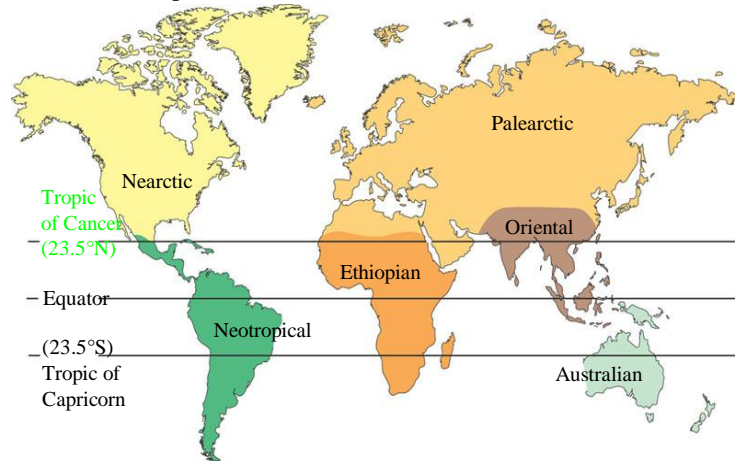 Palearctic
Nearctic
Tropic
of Cancer
(23.5°N)
Oriental
Ethiopian
Equator
Neotropical
(23.5°S)
Tropic of
Capricorn
Australian